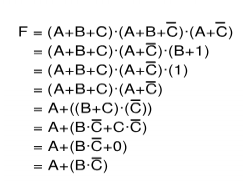 F = (A+B+C)·(A+B+C̅)·(A+C̅)
= (A+B+C)·(A+C̅)·(B+1)
= (A+B+C)·(A+C̅)·(1)
= (A+B+C)·(A+C̅)
= A+((B+C)·(C̅))
= A+(B·C̅+C·C̅)
= A+(B·C̅+0)
= A+(B·C̅)